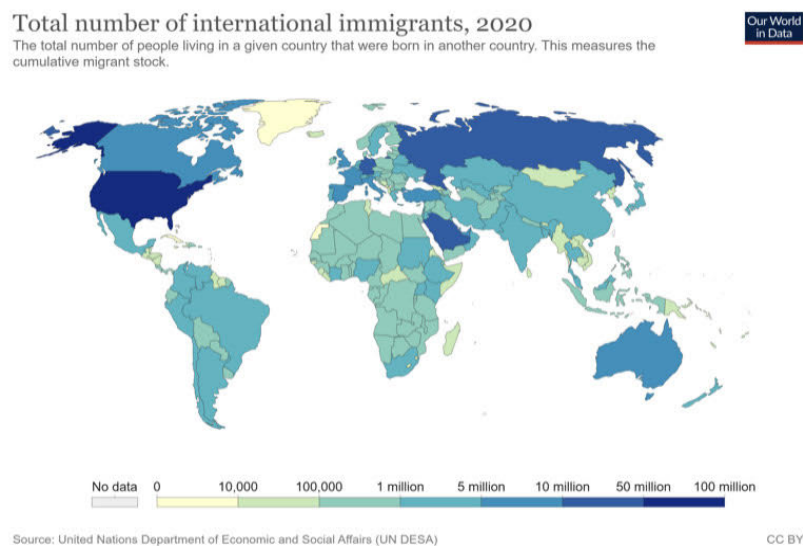 Total number of international immigrants, 2020
Our World
in Data
The total number of people living in a given country that were born in another country. This measures the
cumulative migrant stock.
No data 0 10,000 100,000 1 million 5 million 10 million 50 million 100 million
Source: United Nations Department of Economic and Social Affairs (UN DESA) CC BY